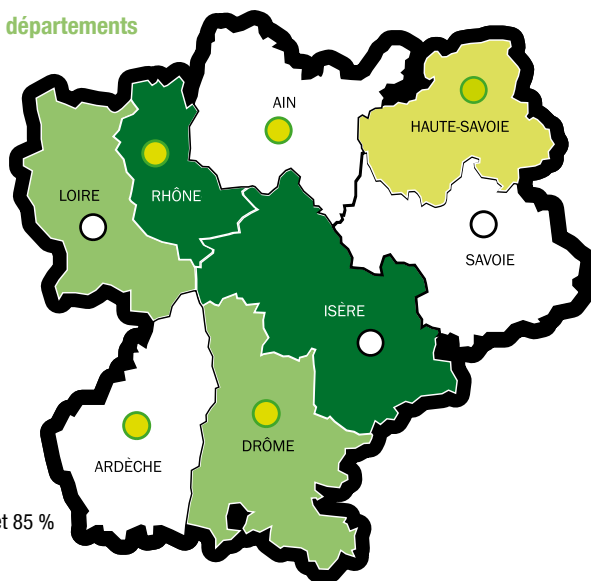 départements
AIN
HAUTE-SAVOIE
LOIRE
RHÔNE
SAVOIE
ISÈRE
DRÔME
ARDÈCHE
et 85 %